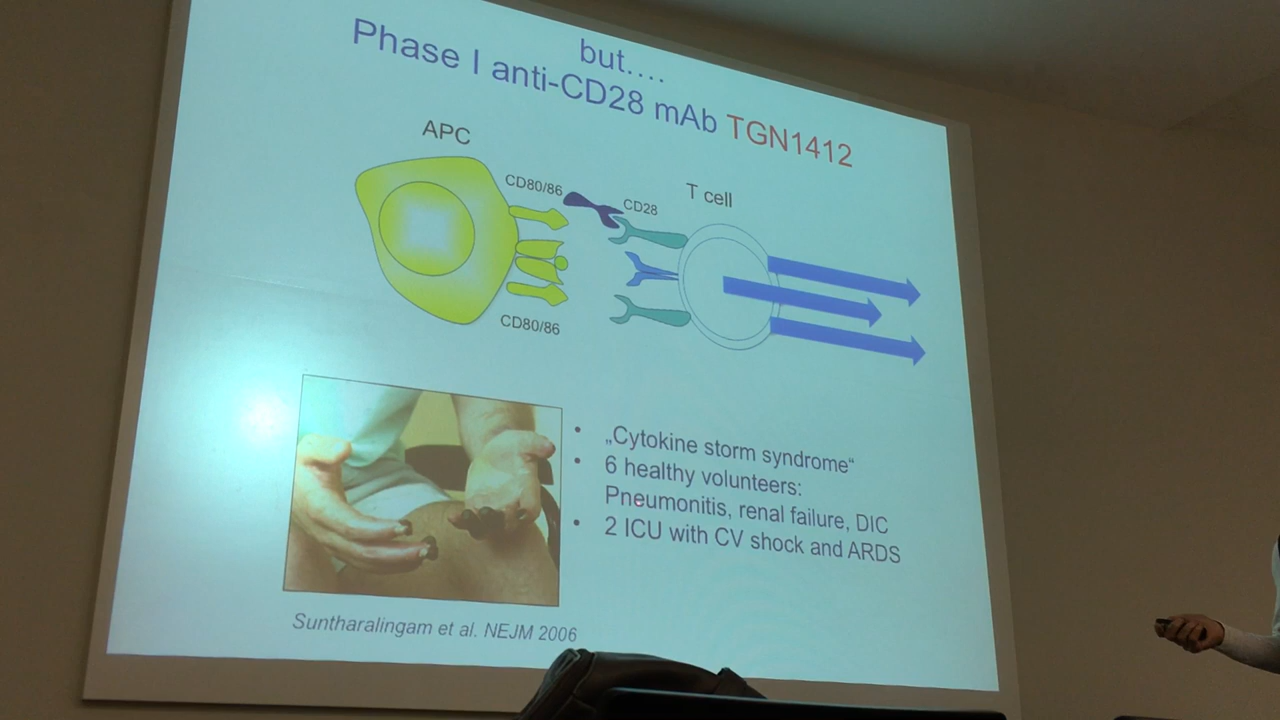 but....
Phase I anti-CD28 mAb TGN1412
APC
CD80/86
CD28
T cell
CD80/86
• „Cytokine storm syndrome“
• 6 healthy volunteers:
Pneumonitis, renal failure, DIC
• 2 ICU with CV shock and ARDS
Suntharalingam et al. NEJM 2006